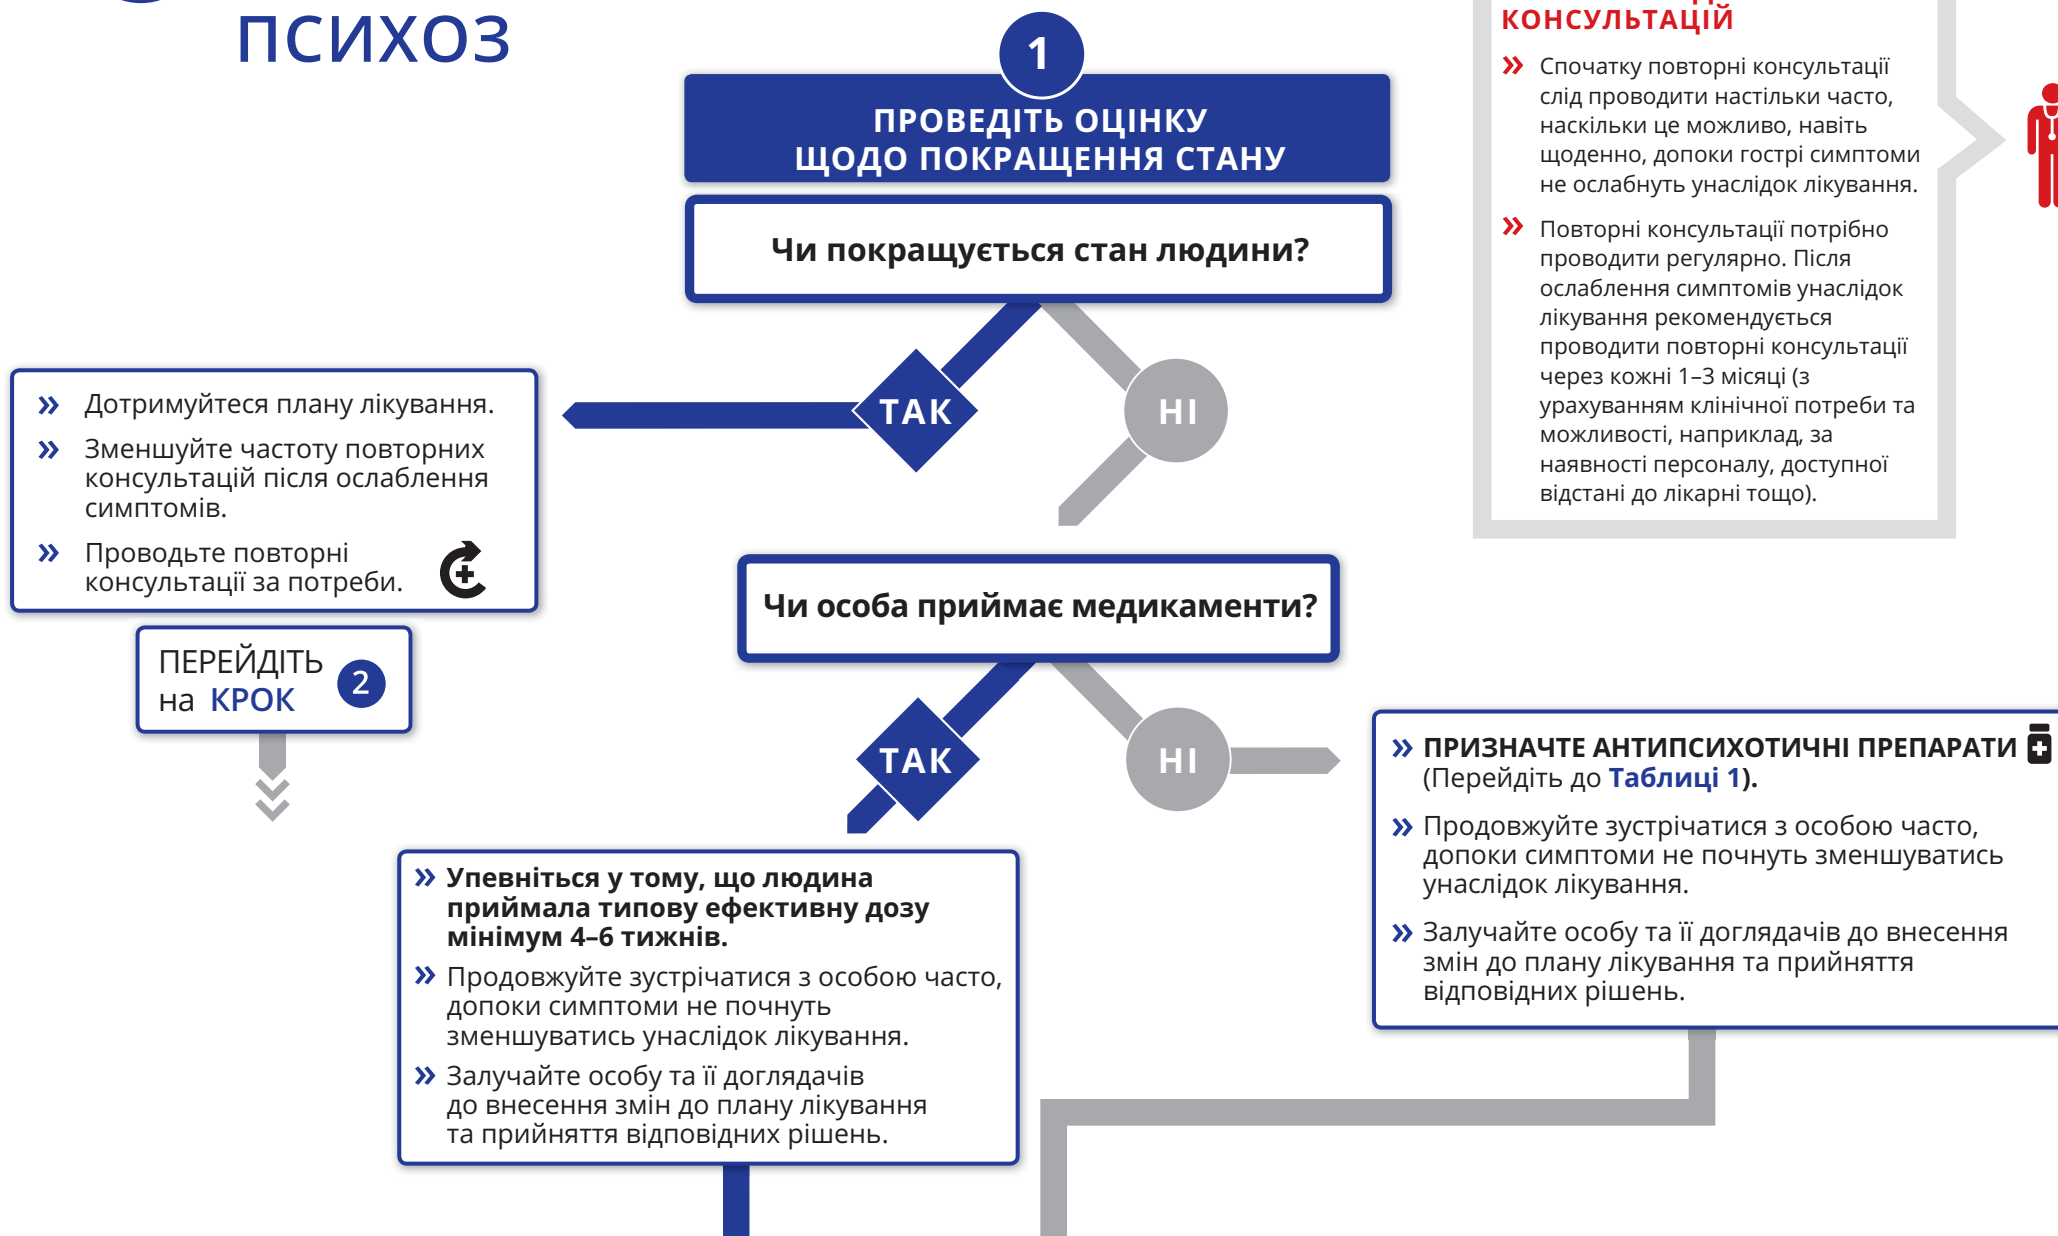 ПСИХОЗ
1
ПРОВЕДІТЬ ОЦІНКУ
ЩОДО ПОКРАЩЕННЯ СТАНУ
Чи покращується стан людини?
КОНСУЛЬТАЦІЙ
» Спочатку повторні консультації
слід проводити настільки часто,
наскільки це можливо, навіть
щоденно, допоки гострі симптоми
не ослабнуть унаслідок лікування.
» Повторні консультації потрібно
проводити регулярно. Після
ослаблення симптомів унаслідок
лікування рекомендується
проводити повторні консультації
через кожні 1–3 місяці (з
урахуванням клінічної потреби та
можливості, наприклад, за
наявності персоналу, доступної
відстані до лікарні тощо).
ТАК
НІ
» Дотримуйтеся плану лікування.
» Зменшуйте частоту повторних
консультацій після ослаблення
симптомів.
» Проводьте повторні
консультації за потреби.
ПЕРЕЙДІТЬ
на КРОК 2
Чи особа приймає медикаменти?
ТАК
НІ
» Упевніться у тому, що людина
приймала типову ефективну дозу
мінімум 4–6 тижнів.
» Продовжуйте зустрічатися з особою часто,
допоки симптоми не почнуть
зменшуватись унаслідок лікування.
» Залучайте особу та її доглядачів
до внесення змін до плану лікування
та прийняття відповідних рішень.
» ПРИЗНАЧТЕ АНТИПСИХОТИЧНІ ПРЕПАРАТИ
(Перейдіть до Таблиці 1).
» Продовжуйте зустрічатися з особою часто,
допоки симптоми не почнуть зменшуватись
унаслідок лікування.
» Залучайте особу та її доглядачів до внесення
змін до плану лікування та прийняття
відповідних рішень.